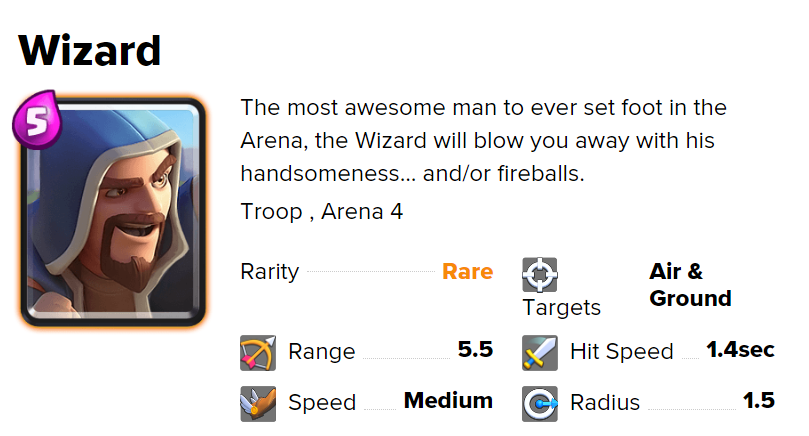 Wizard
5
The most awesome man to ever set foot in the
Arena, the Wizard will blow you away with his
handsomeness... and/or fireballs.
Troop , Arena 4
Rarity Rare
Targets Air &
Ground
Range 5.5
Hit Speed 1.4sec
Speed Medium
Radius 1.5